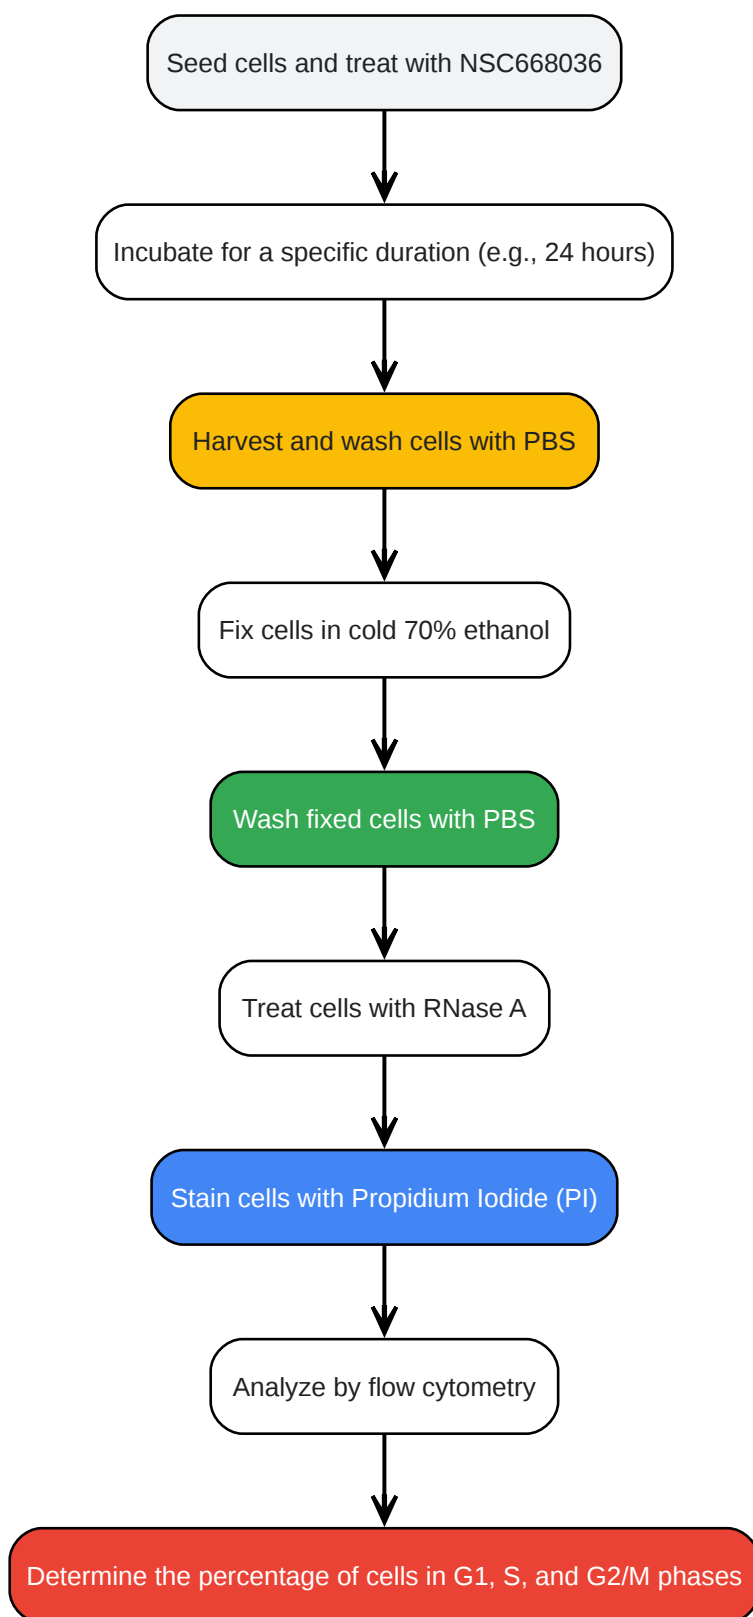 Seed cells and treat with NSC668036
Incubate for a specific duration (e.g., 24 hours)
Harvest and wash cells with PBS
Fix cells in cold 70% ethanol
Wash fixed cells with PBS
Treat cells with RNase A
Stain cells with Propidium Iodide (PI)
Analyze by flow cytometry
Determine the percentage of cells in G1, S, and G2/M phases